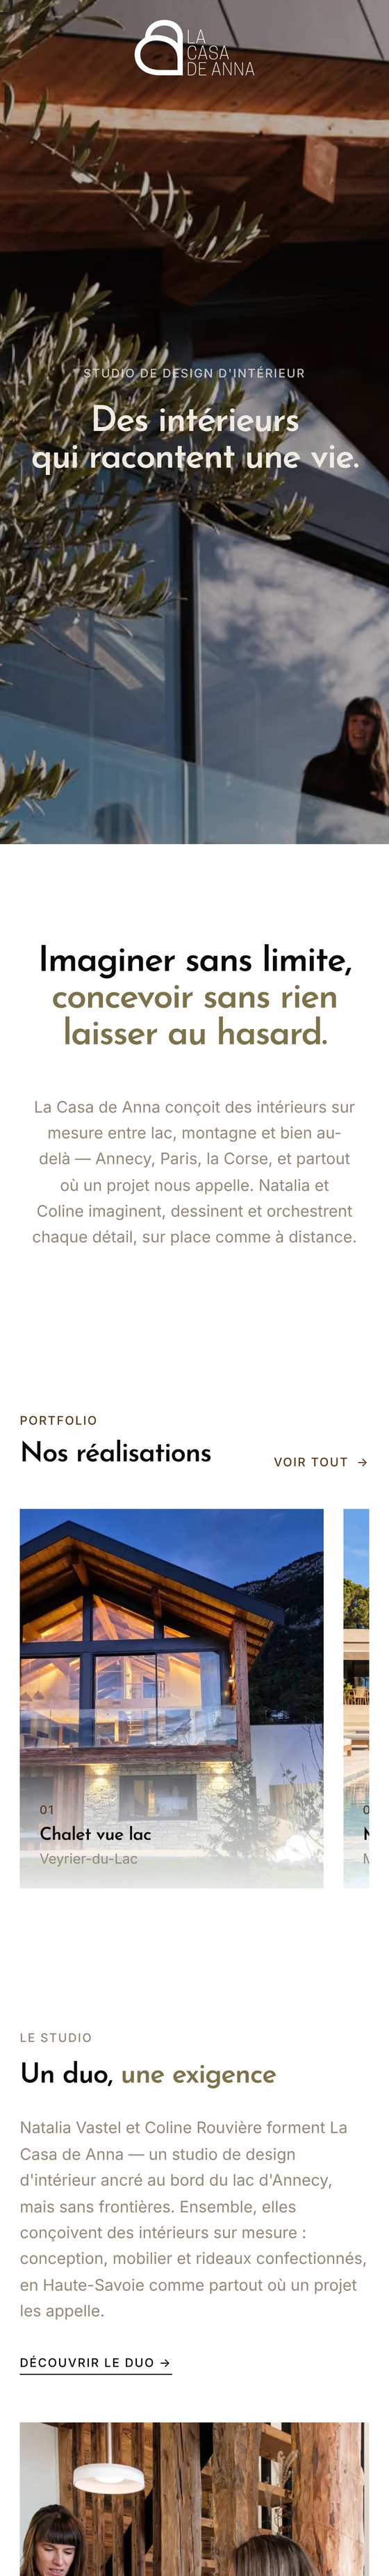 LA
CASA
DE ANNA
STUDIO DE DESIGN D'INTÉRIEUR
Des intérieurs
qui racontent une vie.
Imaginer sans limite,
concevoir sans rien
laisser au hasard.
La Casa de Anna conçoit des intérieurs sur
mesure entre lac, montagne et bien au-
delà — Annecy, Paris, la Corse, et partout
où un projet nous appelle. Natalia et
Coline imaginent, dessinent et orchestrent
chaque détail, sur place comme à distance.
PORTFOLIO
Nos réalisations
VOIR TOUT →
01
Chalet vue lac
Veyrier-du-Lac
LE STUDIO
Un duo, une exigence
Natalia Vastel et Coline Rouvière forment La
Casa de Anna — un studio de design
d'intérieur ancré au bord du lac d'Annecy,
mais sans frontières. Ensemble, elles
conçoivent des intérieurs sur mesure :
conception, mobilier et rideaux confectionnés,
en Haute-Savoie comme partout où un projet
les appelle.
DÉCOUVRIR LE DUO →